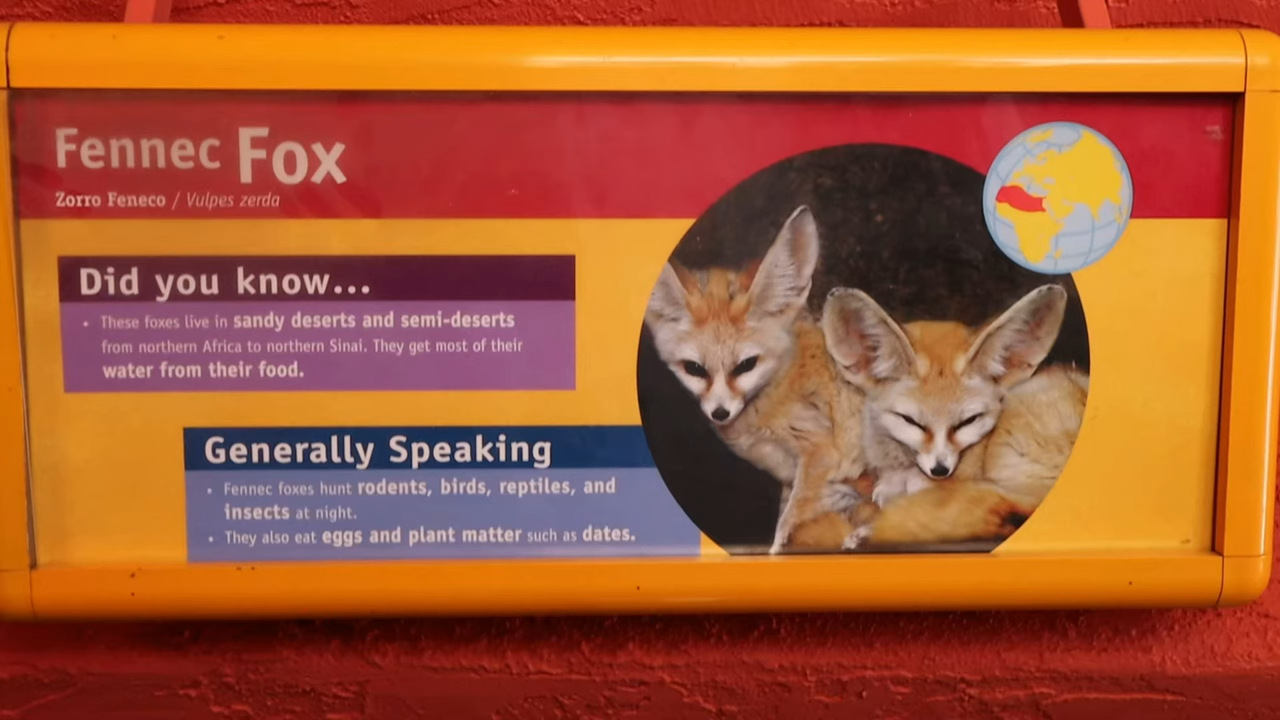 Fennec Fox
Zorro Feneco / Vulpes zerda
Did you know...
• These foxes live in sandy deserts and semi-deserts
from northern Africa to northern Sinai. They get most of their
water from their food.
Generally Speaking
• Fennec foxes hunt rodents, birds, reptiles, and
insects at night.
• They also eat eggs and plant matter such as dates.